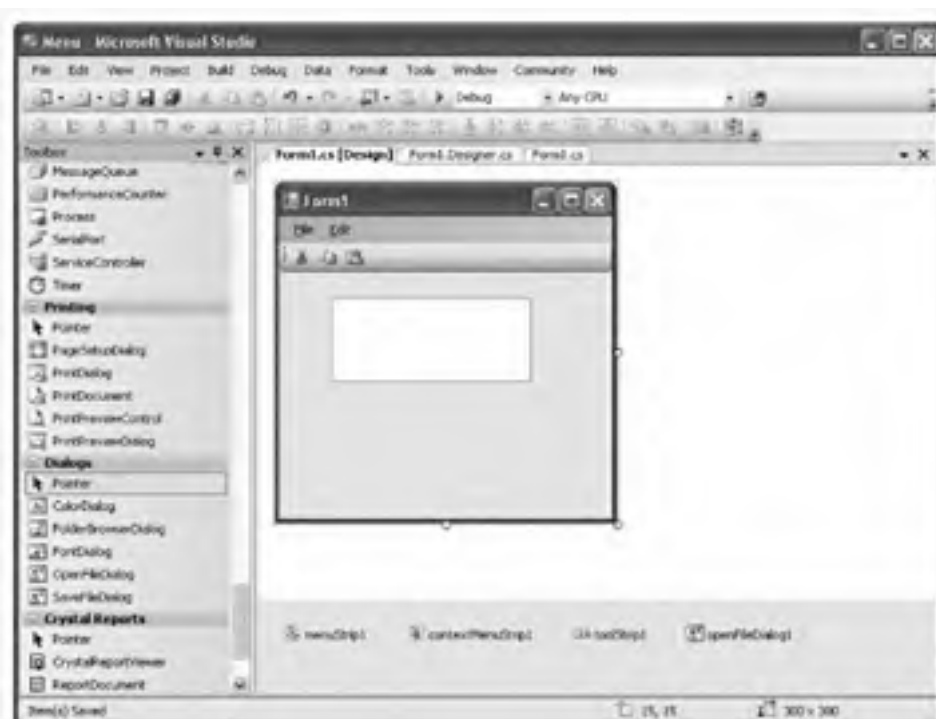 Menu - Microsoft Visual Studio
File Edit View Project Build Debug Data Format Tools Window Community Help
Debug Any CPU
Toolbox
Form1.cs [Design] Form1.Designer.cs Form1.cs
MessageQueue
PerformanceCounter
Process
SerialPort
ServiceController
Timer
Printing
Pointer
PageSetupDialog
PrintDialog
PrintDocument
PrintPreviewControl
PrintPreviewDialog
Dialogs
Pointer
ColorDialog
FolderBrowserDialog
FontDialog
OpenFileDialog
SaveFileDialog
Crystal Reports
Pointer
CrystalReportViewer
ReportDocument
Form1
File Edit
menuStrip1 contextMenuStrip1 toolStrip1 openFileDialog1
Item(s) Saved 15, 15 300 x 300